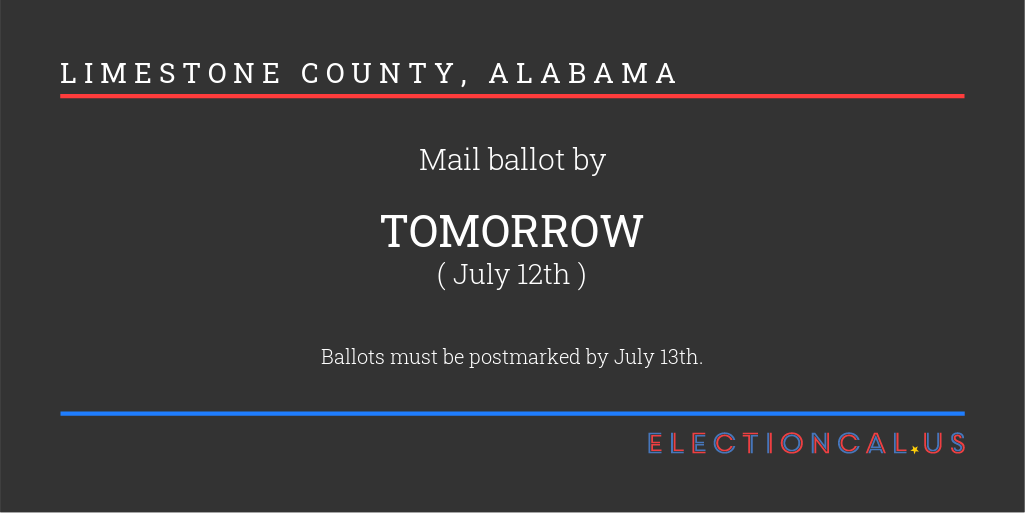 LIMESTONE COUNTY, ALABAMA
Mail ballot by
TOMORROW
( July 12th )
Ballots must be postmarked by July 13th.
ELECTIONCAL.US